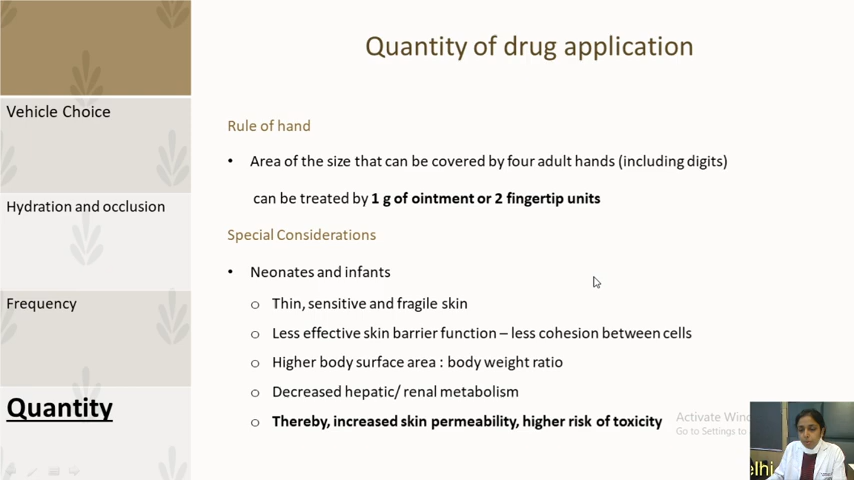 Quantity of drug application
Vehicle Choice
Hydration and occlusion
Frequency
Quantity
Rule of hand
• Area of the size that can be covered by four adult hands (including digits)
can be treated by 1 g of ointment or 2 fingertip units
Special Considerations
• Neonates and infants
o Thin, sensitive and fragile skin
o Less effective skin barrier function – less cohesion between cells
o Higher body surface area : body weight ratio
o Decreased hepatic/ renal metabolism
o Thereby, increased skin permeability, higher risk of toxicity
Activate Wind
Go to Settings to
elhi